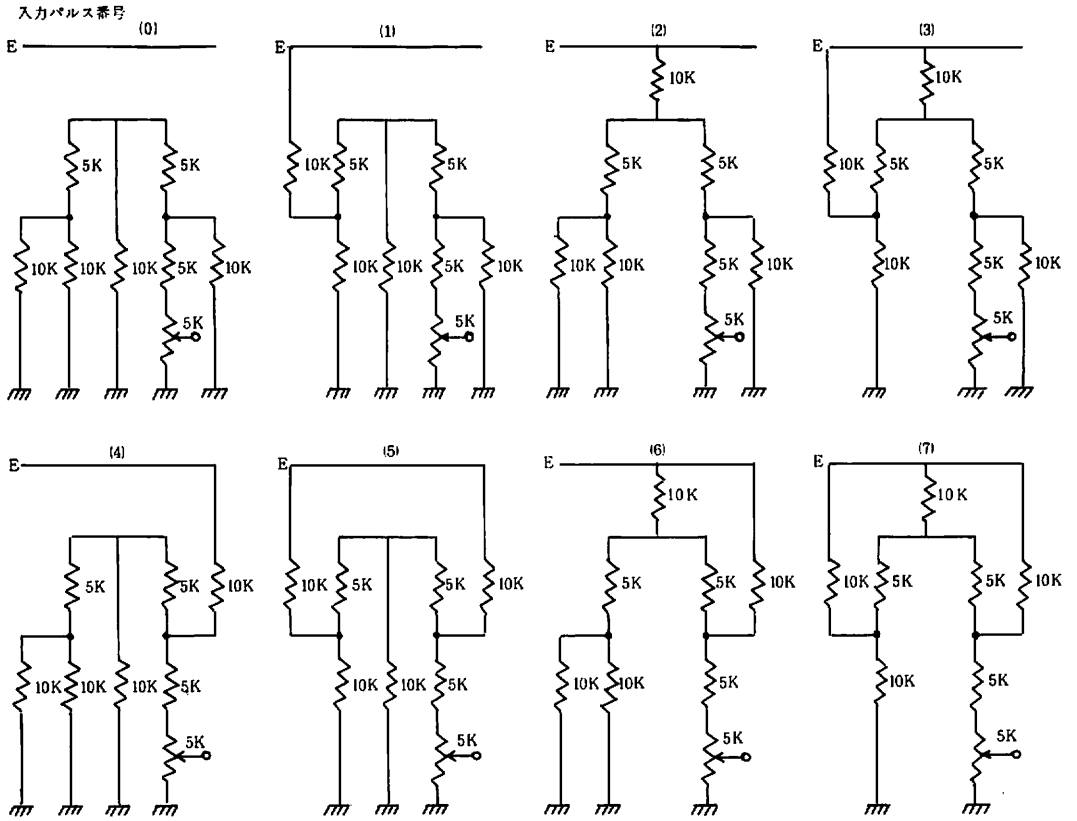 入力パルス番号
(0) (1) (2) (3)
E E E E
10K 10K
5K 5K 10K 5K 5K 5K 5K 10K 5K 5K
10K 10K 10K 5K 10K 10K 10K 5K 10K 10K 10K 5K 10K 10K 5K 10K
5K 5K 5K 5K
(4) (5) (6) (7)
E E E E
10K 10K
5K 5K 10K 10K 5K 5K 10K 5K 5K 10K 10K 5K 5K 10K
10K 10K 10K 5K 10K 10K 5K 10K 10K 5K 10K 5K
5K 5K 5K 5K